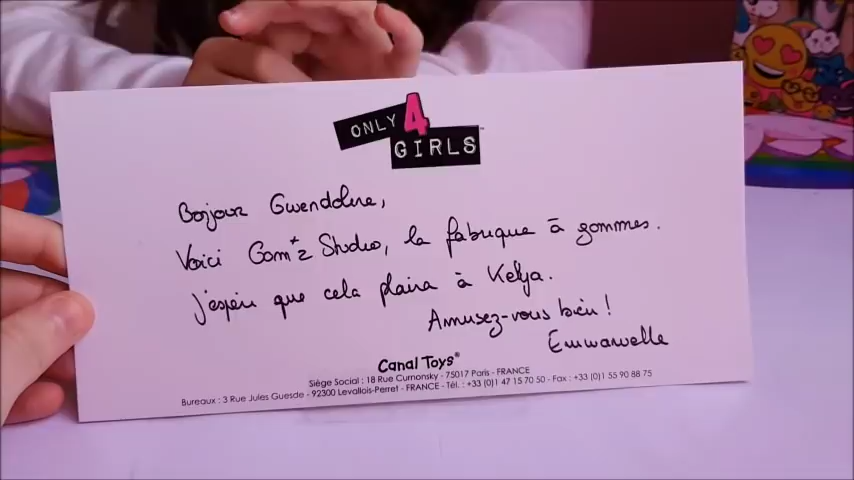 ONLY 4 GIRLS™
Bonjour Gwendoline,
Voici Gom'z Studio, la fabrique à gommes.
J'espère que cela plaira à Kelya.
Amusez-vous bien !
Emmanuelle
Canal Toys®
Siège Social : 18 Rue Curnonsky - 75017 Paris - FRANCE
Bureaux : 3 Rue Jules Guesde - 92300 Levallois-Perret - FRANCE - Tél. : +33 (0)1 47 15 70 50 - Fax : +33 (0)1 55 90 88 75